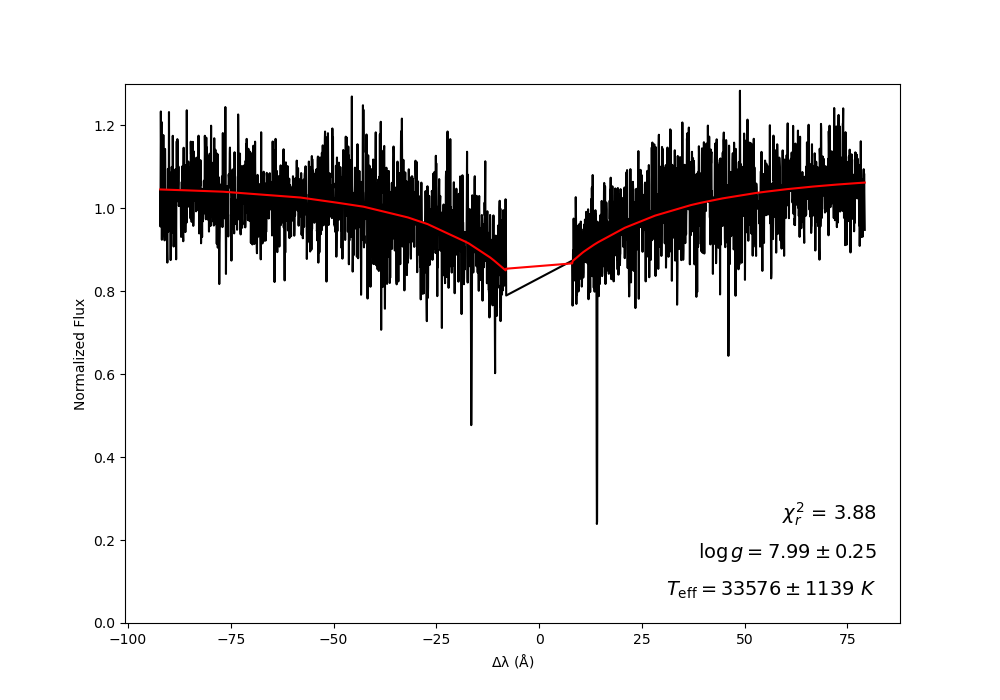 1.2
1.0
0.8
0.6
0.4
0.2
0.0
Normalized Flux
χ²ᵣ = 3.88
log g = 7.99 ± 0.25
T_eff = 33576 ± 1139 K
−100 −75 −50 −25 0 25 50 75
Δλ (Å)